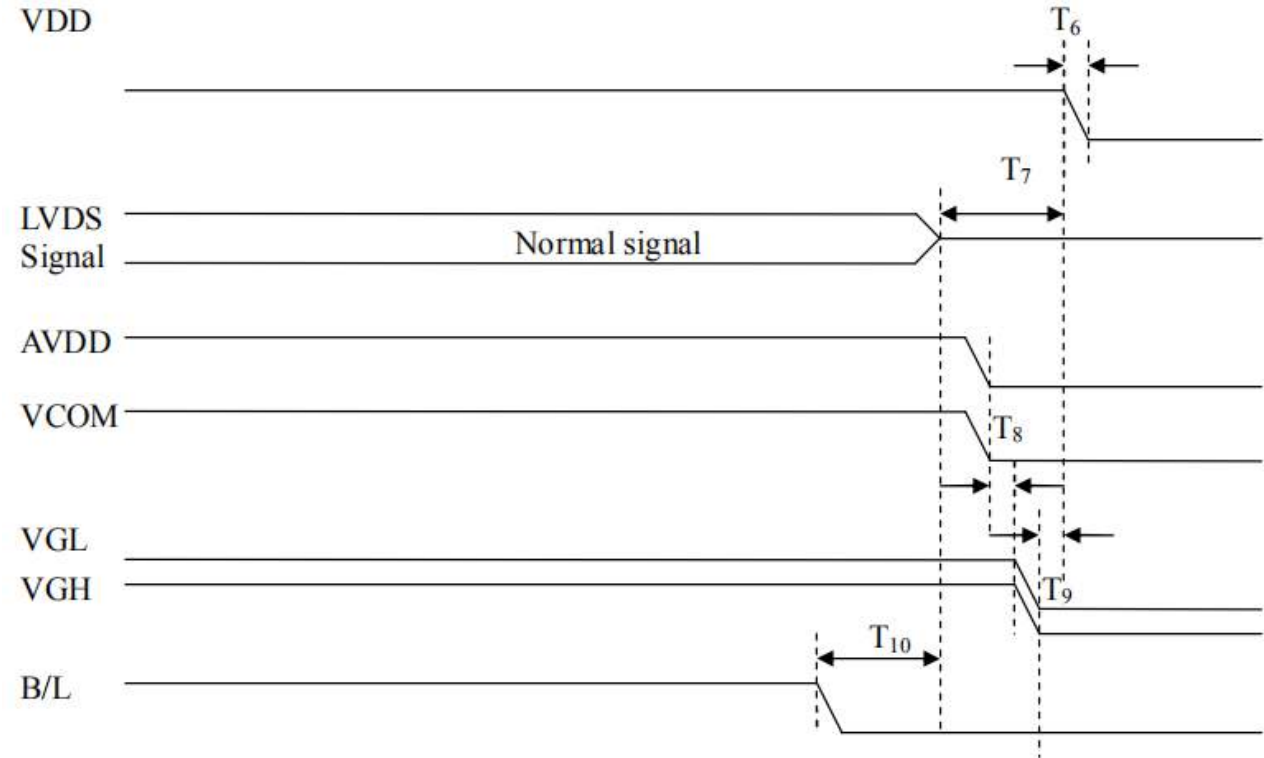 VDD
T₆
T₇
LVDS
Signal
Normal signal
AVDD
VCOM
T₈
VGL
VGH
T₉
T₁₀
B/L